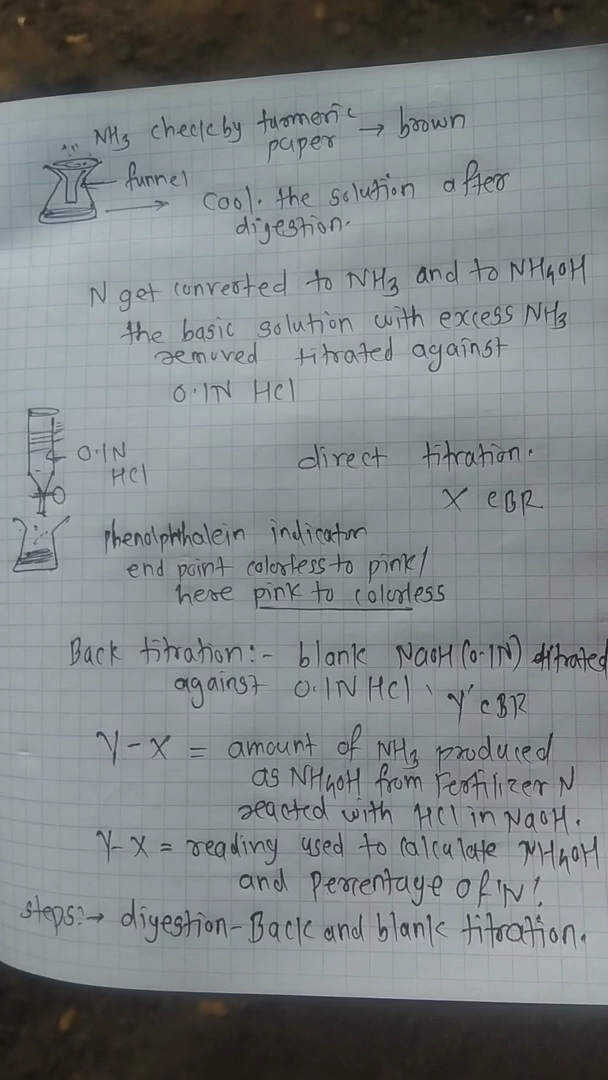 NH3 check by turmeric → brown
paper
funnel
→ Cool. the solution after
digestion.
N get converted to NH3 and to NH4OH
the basic solution with excess NH3
removed titrated against
0.1N HCl
0.1N
HCl
direct titration.
X CBR
phenolphthalein indicator
end point colorless to pink/
here pink to colorless
Back titration:- blank NaOH (0.1N) titrated
against 0.1N HCl. Y CBR
Y-X = amount of NH3 produced
as NH4OH from Fertilizer N
reacted with HCl in NaOH.
Y-X = reading used to calculate NH4OH
and Percentage of 'N'.
steps:→ digestion - Back and blank titration.